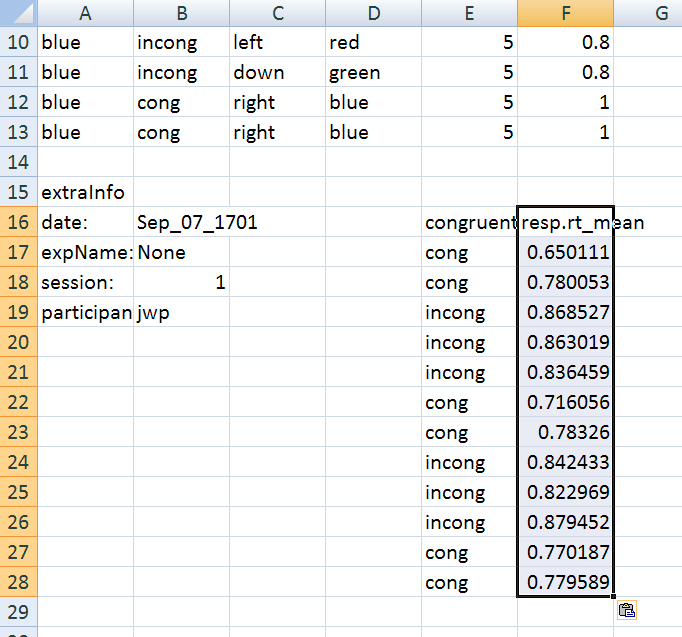 A B C D E F G
10 blue incong left red 5 0.8
11 blue incong down green 5 0.8
12 blue cong right blue 5 1
13 blue cong right blue 5 1
14
15 extraInfo
16 date: Sep_07_1701 congruent resp.rt_mean
17 expName: None cong 0.650111
18 session: 1 cong 0.780053
19 participan jwp incong 0.868527
20 incong 0.863019
21 incong 0.836459
22 cong 0.716056
23 cong 0.78326
24 incong 0.842433
25 incong 0.822969
26 incong 0.879452
27 cong 0.770187
28 cong 0.779589
29